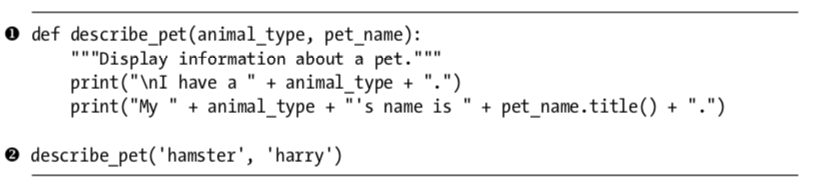 ❶ def describe_pet(animal_type, pet_name):
    """Display information about a pet."""
    print("\nI have a " + animal_type + ".")
    print("My " + animal_type + "'s name is " + pet_name.title() + ".")
❷ describe_pet('hamster', 'harry')